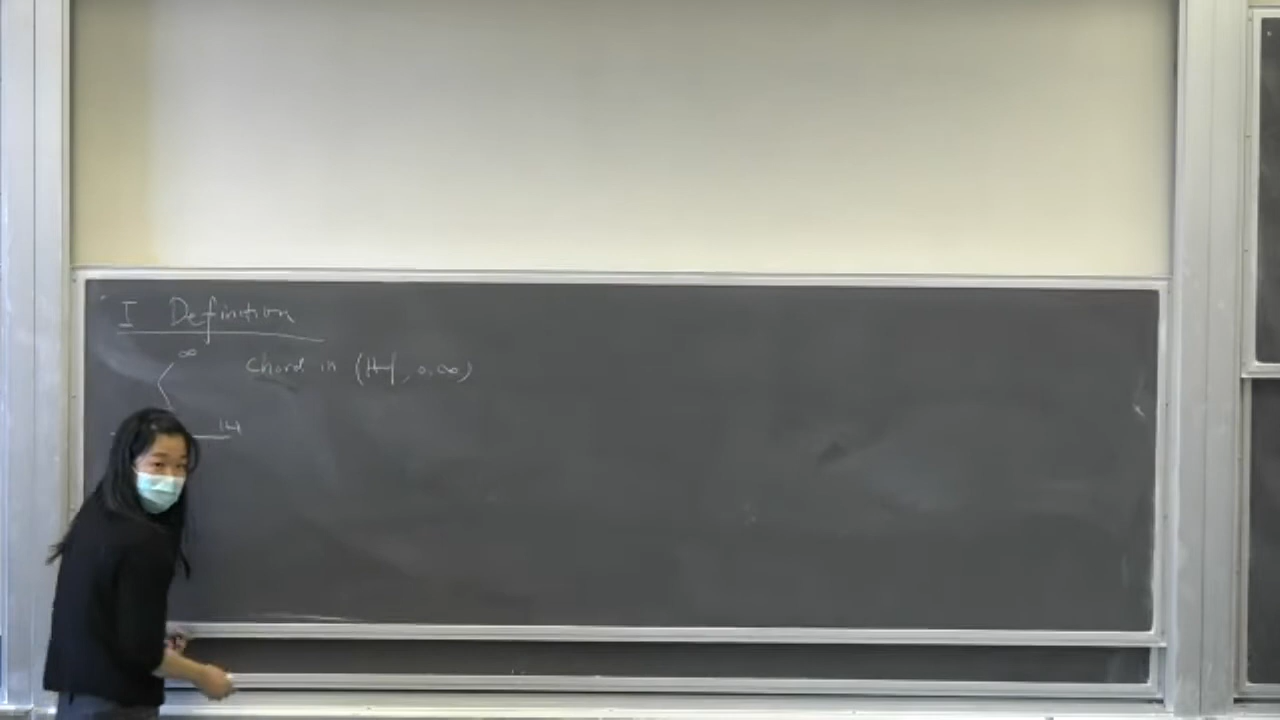 I Definition
∞
Chord in (ℍ, 0,∞)
ℍ